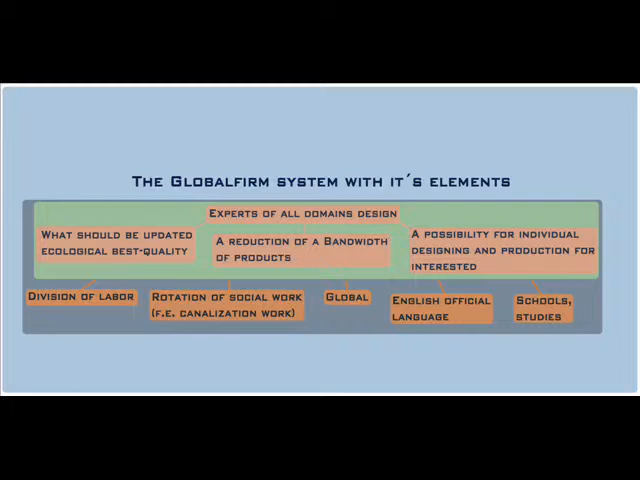 The Globalfirm system with it´s elements
Experts of all domains design
What should be updated
ecological best-quality
A reduction of a Bandwidth
of products
A possibility for individual
designing and production for
interested
Division of labor
Rotation of social work
(f.e. canalization work)
Global
English official
language
Schools,
studies